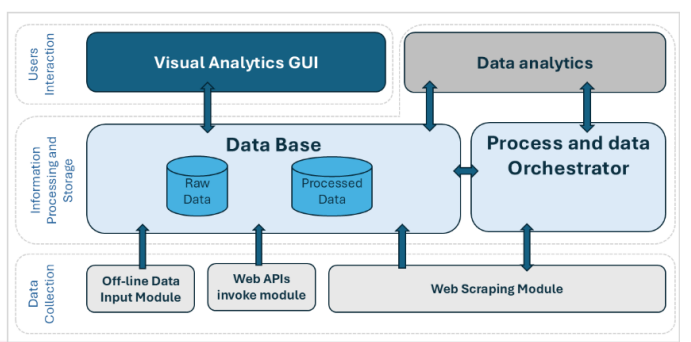 Users
Interaction
Visual Analytics GUI
Data analytics
Information
Processing and
Storage
Data Base
Raw
Data
Processed
Data
Process and data
Orchestrator
Data
Collection
Off-line Data
Input Module
Web APIs
invoke module
Web Scraping Module